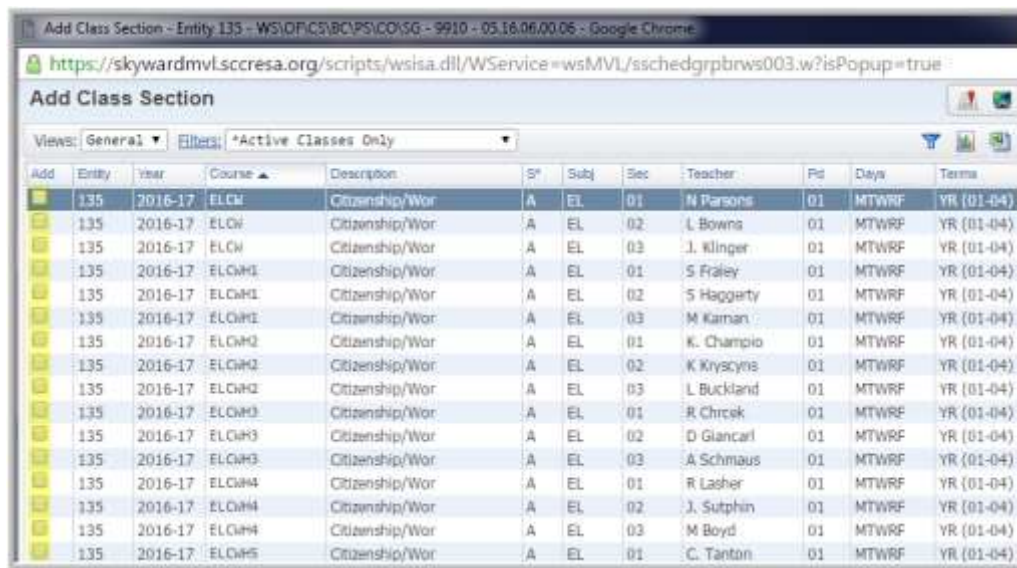 Add Class Section - Entity 135 - WS\OF\CS\BC\PS\CO\SG - 9910 - 05.16.06.00.06 - Google Chrome
https://skywardmvl.sccresa.org/scripts/wsisa.dll/WService=wsMVL/sschedgrpbrws003.w?isPopup=true
Add Class Section
Views: General Filters: *Active Classes Only
Add Entity Year Course Description S* Subj Sec Teacher Pd Days Terms
135 2016-17 ELCW Citizenship/Wor A EL 01 N Parsons 01 MTWRF YR (01-04)
135 2016-17 ELCW Citizenship/Wor A EL 02 L Bowns 01 MTWRF YR (01-04)
135 2016-17 ELCW Citizenship/Wor A EL 03 J. Klinger 01 MTWRF YR (01-04)
135 2016-17 ELCWH1 Citizenship/Wor A EL 01 S Fraley 01 MTWRF YR (01-04)
135 2016-17 ELCWH1 Citizenship/Wor A EL 02 S Haggerty 01 MTWRF YR (01-04)
135 2016-17 ELCWH1 Citizenship/Wor A EL 03 M Kaman 01 MTWRF YR (01-04)
135 2016-17 ELCWH2 Citizenship/Wor A EL 01 K. Champio 01 MTWRF YR (01-04)
135 2016-17 ELCWH2 Citizenship/Wor A EL 02 K Kryscyns 01 MTWRF YR (01-04)
135 2016-17 ELCWH2 Citizenship/Wor A EL 03 L Buckland 01 MTWRF YR (01-04)
135 2016-17 ELCWH3 Citizenship/Wor A EL 01 R Chrcek 01 MTWRF YR (01-04)
135 2016-17 ELCWH3 Citizenship/Wor A EL 02 D Giancarl 01 MTWRF YR (01-04)
135 2016-17 ELCWH3 Citizenship/Wor A EL 03 A Schmaus 01 MTWRF YR (01-04)
135 2016-17 ELCWH4 Citizenship/Wor A EL 01 R Lasher 01 MTWRF YR (01-04)
135 2016-17 ELCWH4 Citizenship/Wor A EL 02 J. Sutphin 01 MTWRF YR (01-04)
135 2016-17 ELCWH4 Citizenship/Wor A EL 03 M Boyd 01 MTWRF YR (01-04)
135 2016-17 ELCWH5 Citizenship/Wor A EL 01 C. Tanton 01 MTWRF YR (01-04)